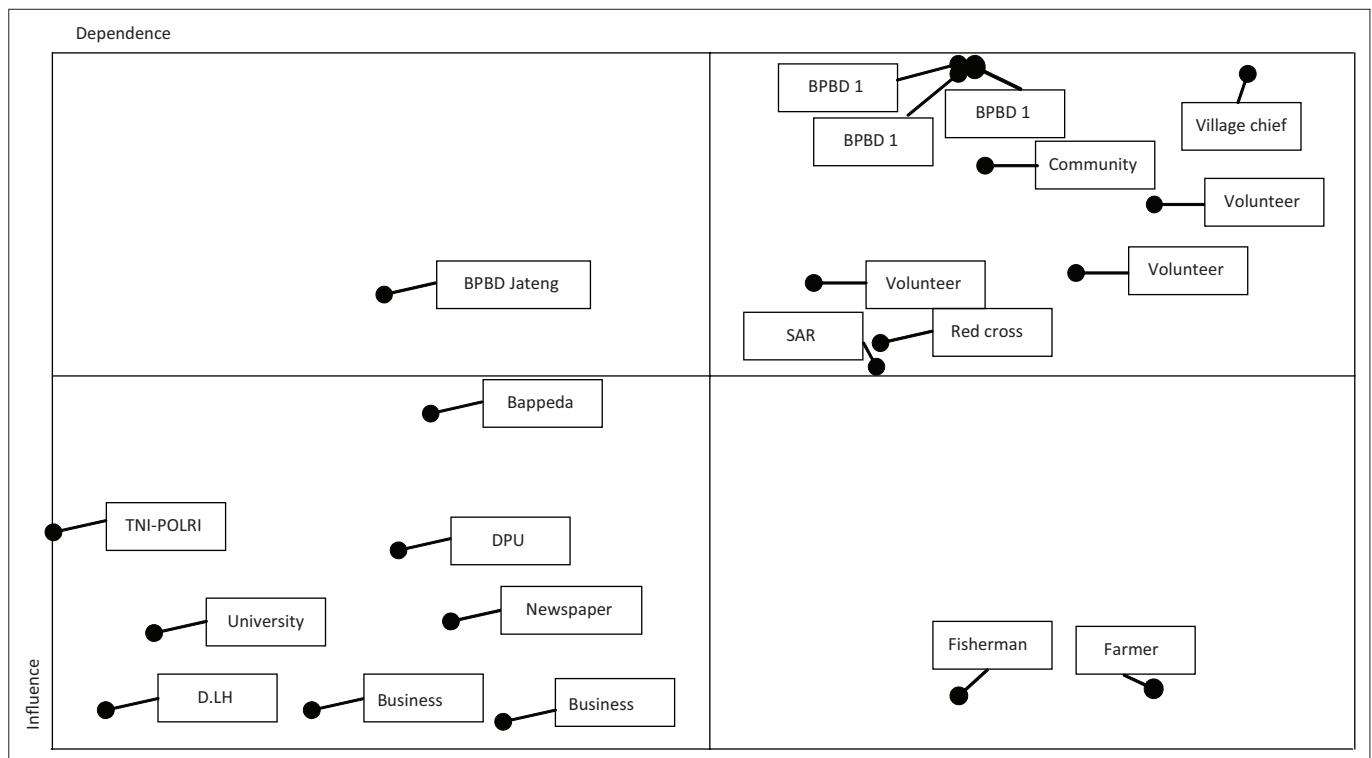 Dependence
BPBD 1
BPBD 1
BPBD 1
Village chief
Community
Volunteer
Volunteer
BPBD Jateng
Volunteer
SAR
Red cross
Bappeda
TNI-POLRI
DPU
University
Newspaper
Fisherman
Farmer
D.LH
Business
Business
Influence